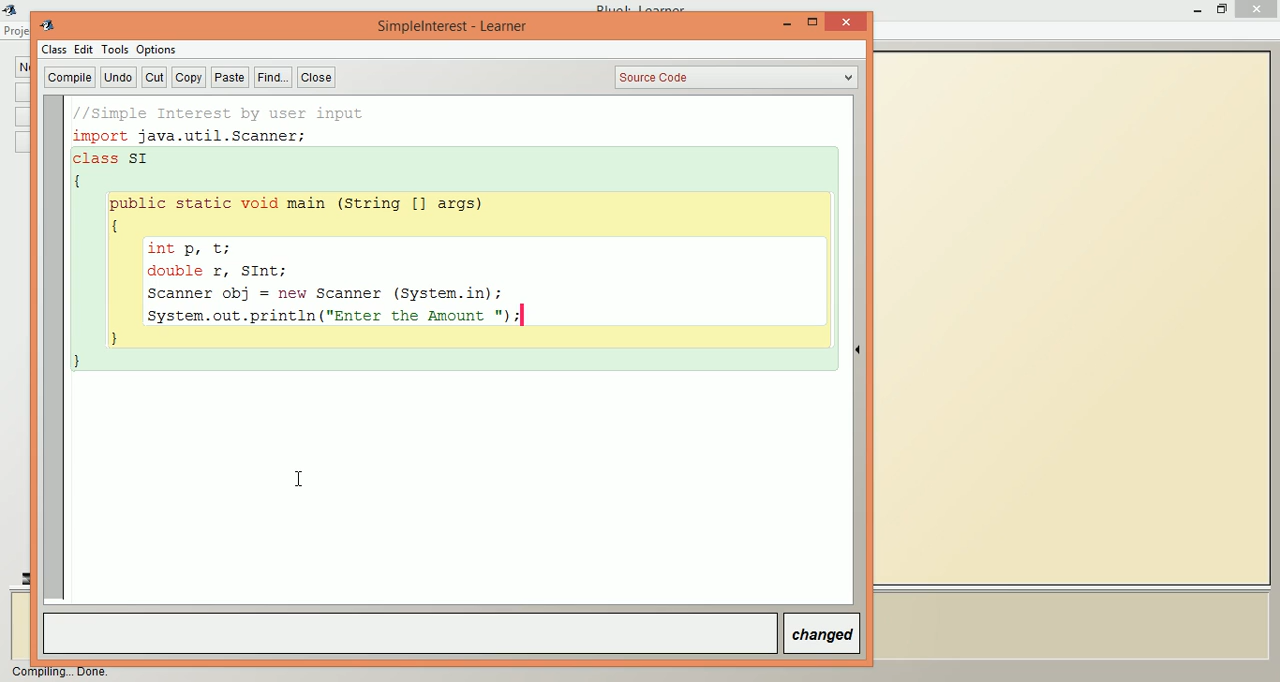 SimpleInterest - Learner
Class Edit Tools Options
Compile Undo Cut Copy Paste Find... Close Source Code
//Simple Interest by user input
import java.util.Scanner;
class SI
{
public static void main (String [] args)
{
int p, t;
double r, SInt;
Scanner obj = new Scanner (System.in);
System.out.println("Enter the Amount ");
}
}
changed
Compiling... Done.